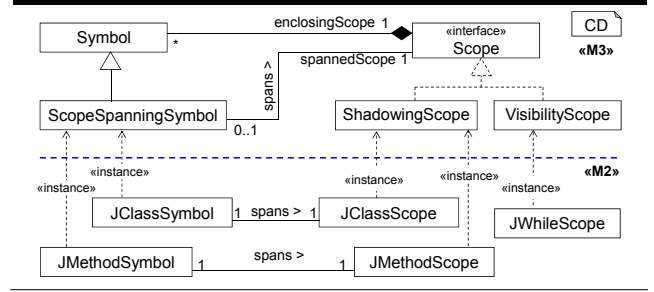 enclosingScope 1
CD
Symbol
*
«interface»
Scope
«M3»
spannedScope 1
spans >
ScopeSpanningSymbol
0..1
ShadowingScope
VisibilityScope
«M2»
«instance»
«instance»
«instance»
«instance»
«instance»
JClassSymbol
1
spans >
1
JClassScope
JWhileScope
JMethodSymbol
1
spans >
1
JMethodScope